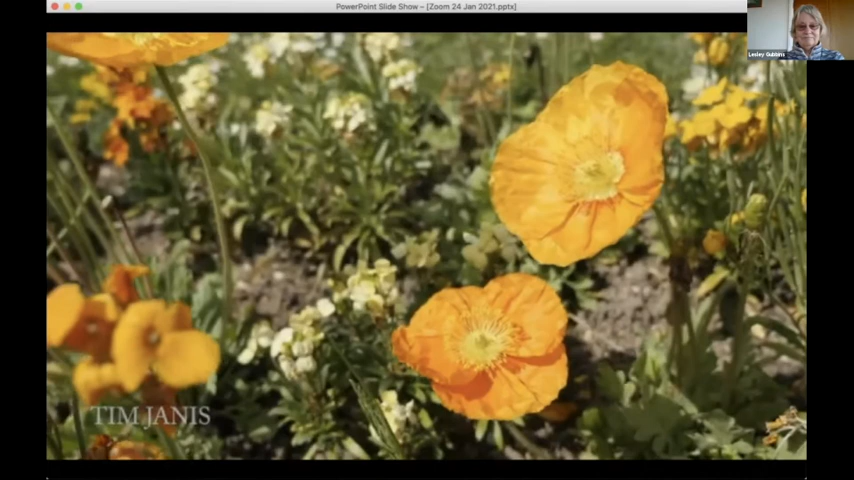 PowerPoint Slide Show – [Zoom 24 Jan 2021.pptx]
Lesley Gubbins
TIM JANIS